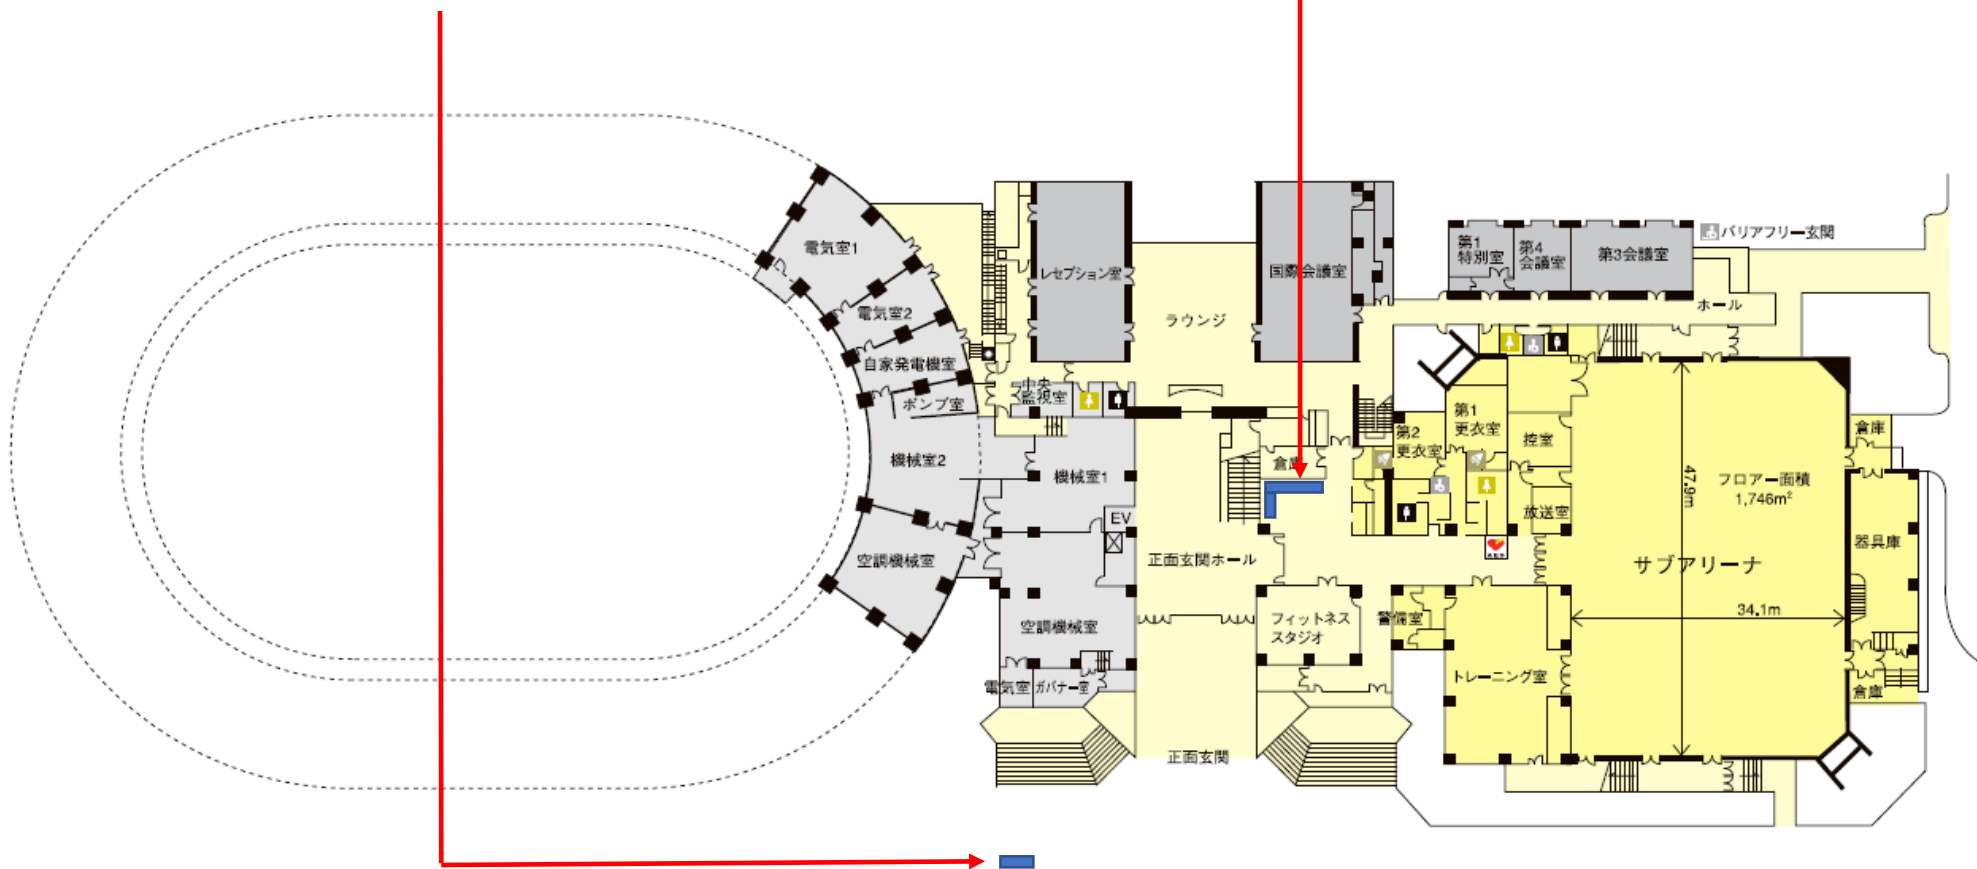 電気室1
電気室2
自家発電機室
ポンプ室
機械室2
空調機械室
レセプション室
ラウンジ
国際会議室
中央
監視室
機械室1
EV
空調機械室
電気室
ガバナー室
倉庫
正面玄関ホール
フィットネス
スタジオ
正面玄関
第1
特別室
第4
会議室
第3会議室
バリアフリー玄関
ホール
第1
更衣室
第2
更衣室
控室
放送室
警備室
トレーニング室
47.9m
フロアー面積
1,746m²
サブアリーナ
34.1m
倉庫
器具庫
倉庫